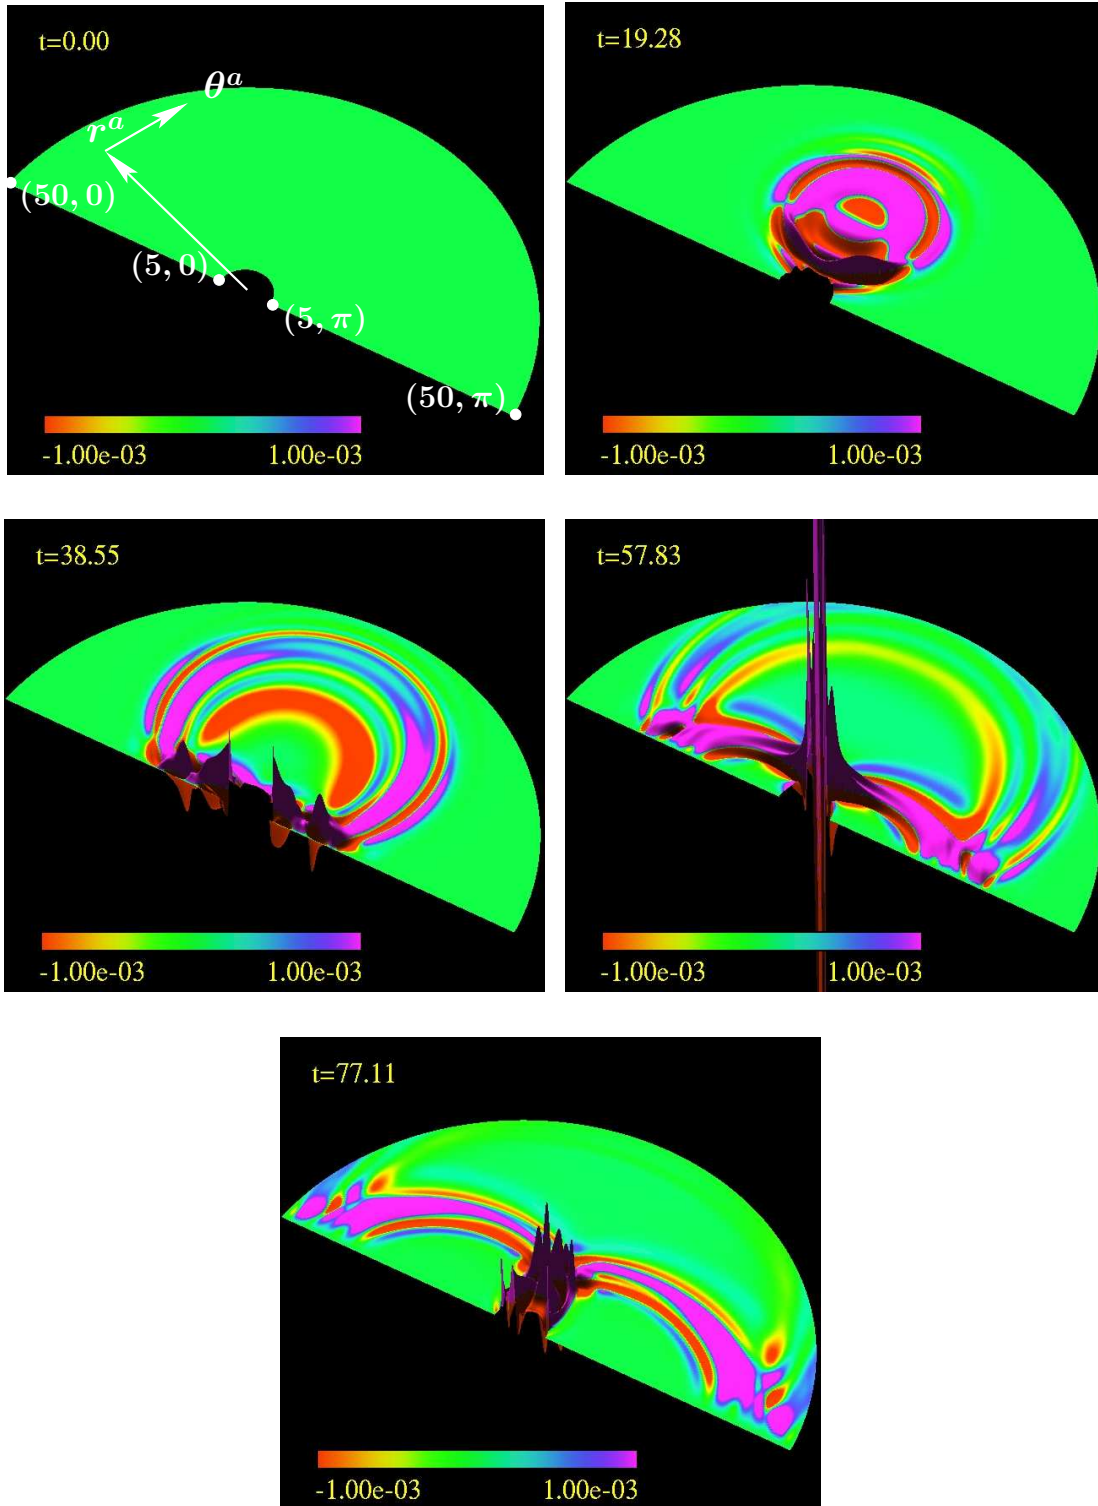 t=0.00
θ^a
r^a
(50, 0)
(5, 0)
(5, π)
(50, π)
-1.00e-03 1.00e-03
t=19.28
-1.00e-03 1.00e-03
t=38.55
-1.00e-03 1.00e-03
t=57.83
-1.00e-03 1.00e-03
t=77.11
-1.00e-03 1.00e-03